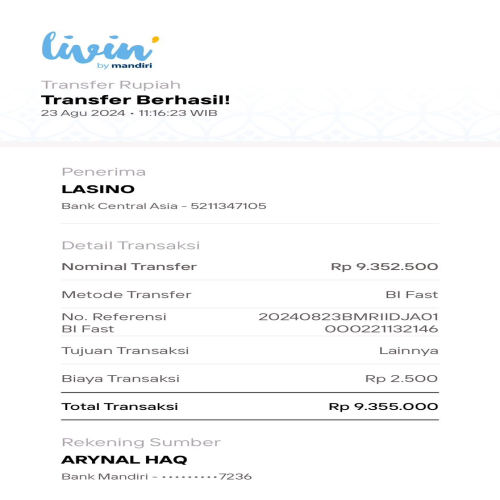 livin'
by mandiri
Transfer Rupiah
Transfer Berhasil!
23 Agu 2024 • 11:16:23 WIB
Penerima
LASINO
Bank Central Asia - 5211347105
Detail Transaksi
Nominal Transfer Rp 9.352.500
Metode Transfer BI Fast
No. Referensi 20240823BMRIIDJA01
BI Fast 000221132146
Tujuan Transaksi Lainnya
Biaya Transaksi Rp 2.500
Total Transaksi Rp 9.355.000
Rekening Sumber
ARYNAL HAQ
Bank Mandiri - •••••••••7236